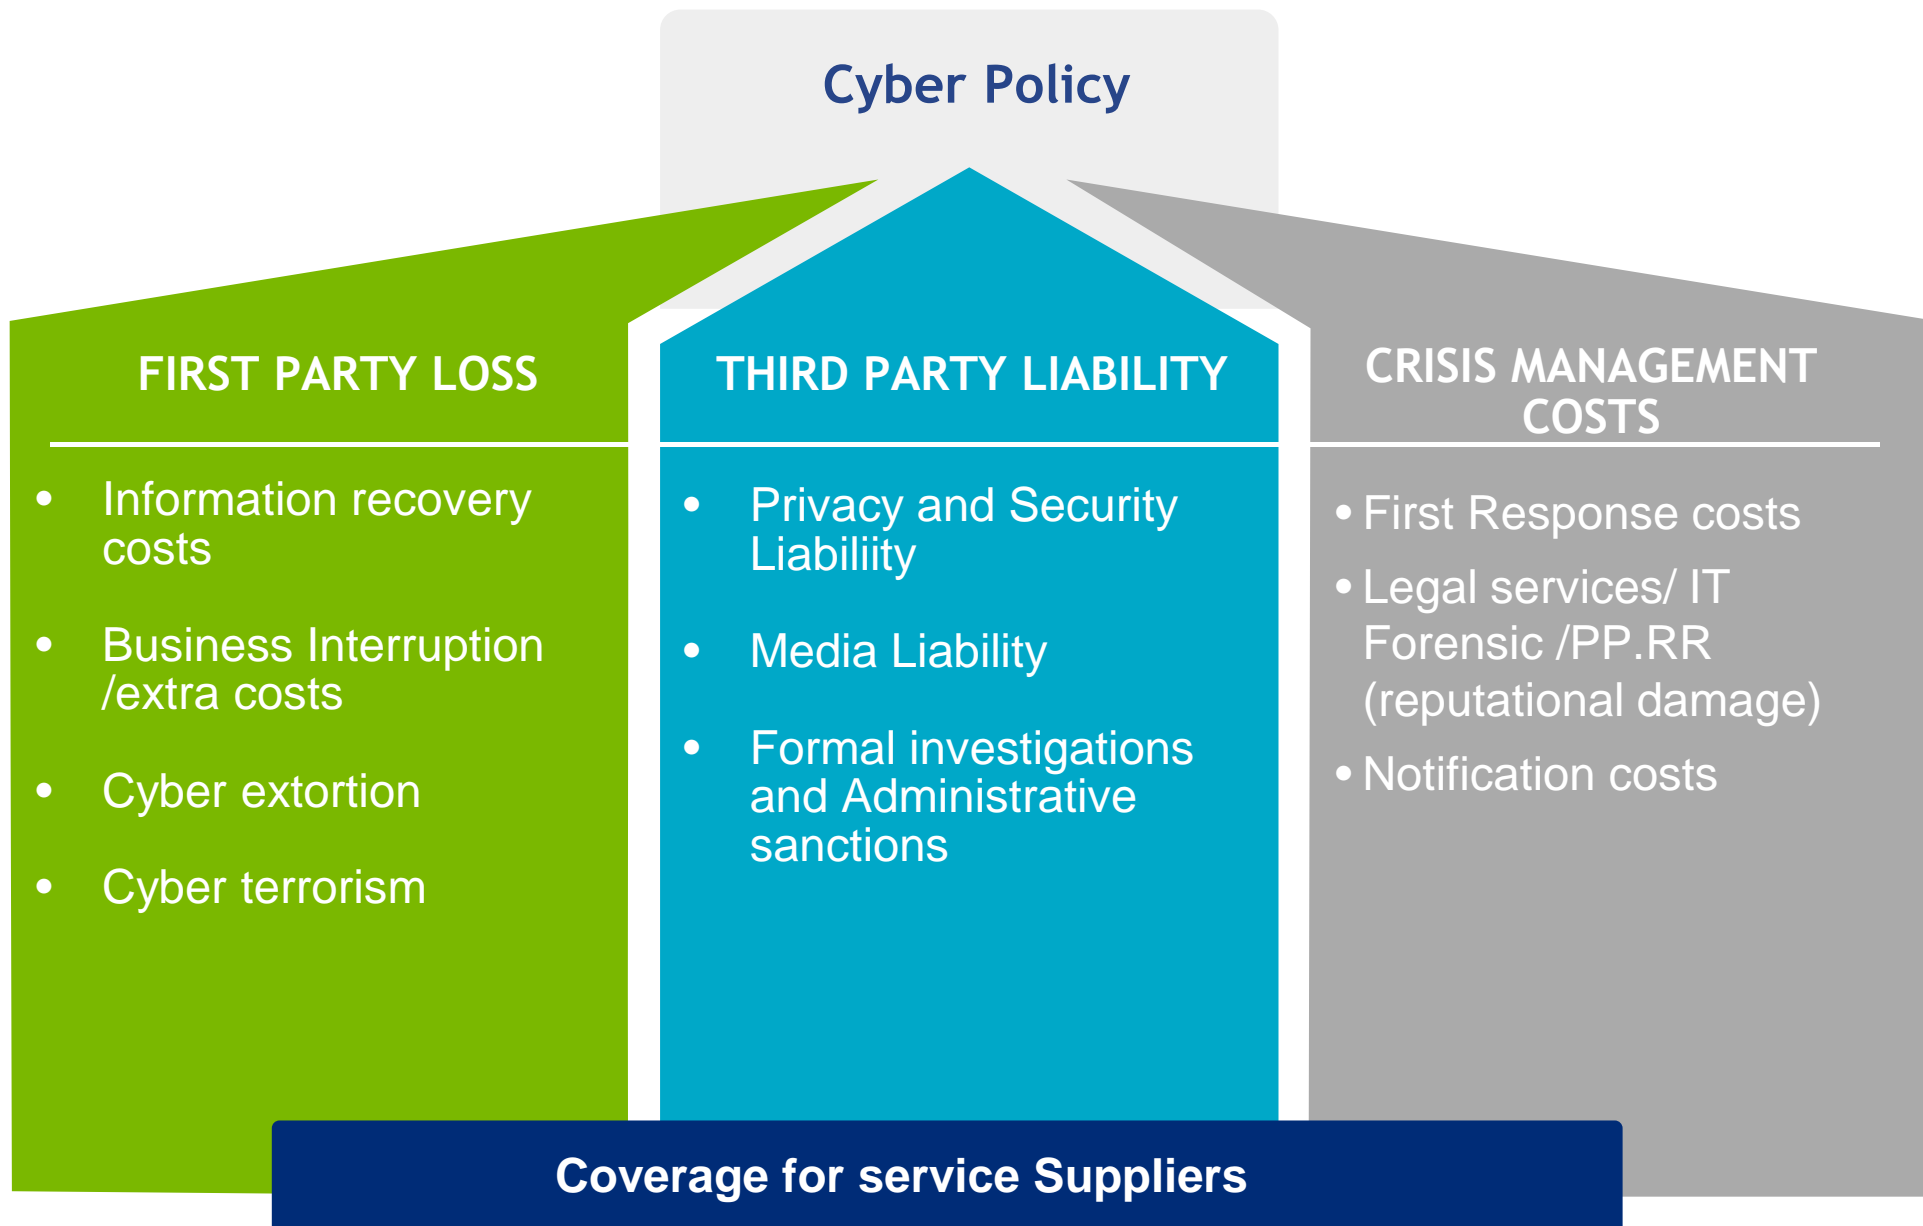 Cyber Policy
FIRST PARTY LOSS
• Information recovery
costs
• Business Interruption
/extra costs
• Cyber extortion
• Cyber terrorism
THIRD PARTY LIABILITY
• Privacy and Security
Liabiliity
• Media Liability
• Formal investigations
and Administrative
sanctions
CRISIS MANAGEMENT
COSTS
• First Response costs
• Legal services/ IT
Forensic /PP.RR
(reputational damage)
• Notification costs
Coverage for service Suppliers